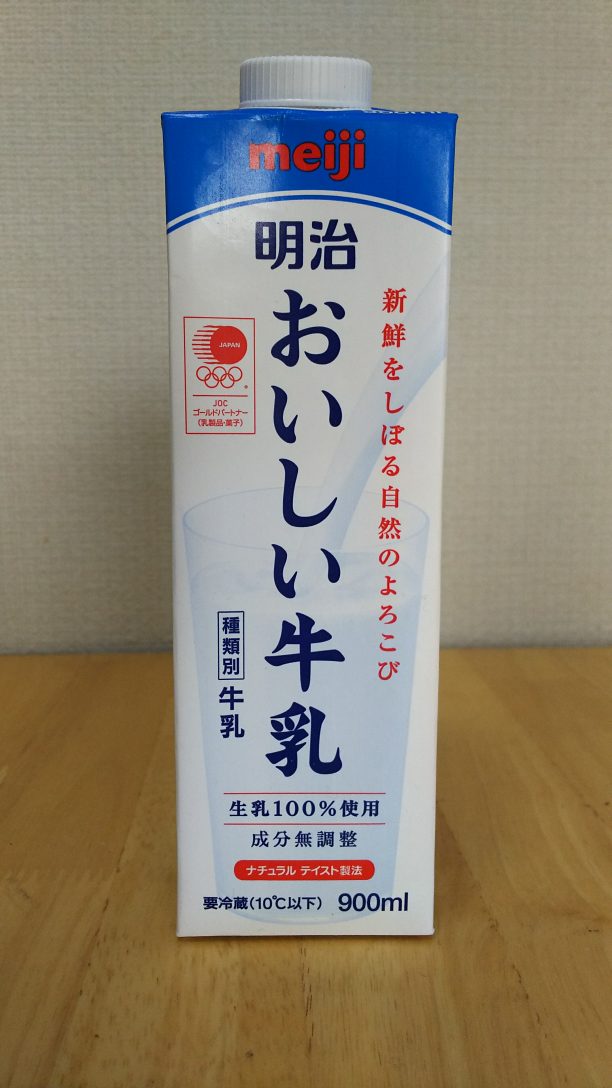 meiji
明治
おいしい牛乳
新鮮をしぼる自然のよろこび
JAPAN
JOC
ゴールドパートナー
(乳製品・菓子)
種類別
牛乳
生乳100%使用
成分無調整
ナチュラル テイスト製法
要冷蔵(10℃以下) 900ml